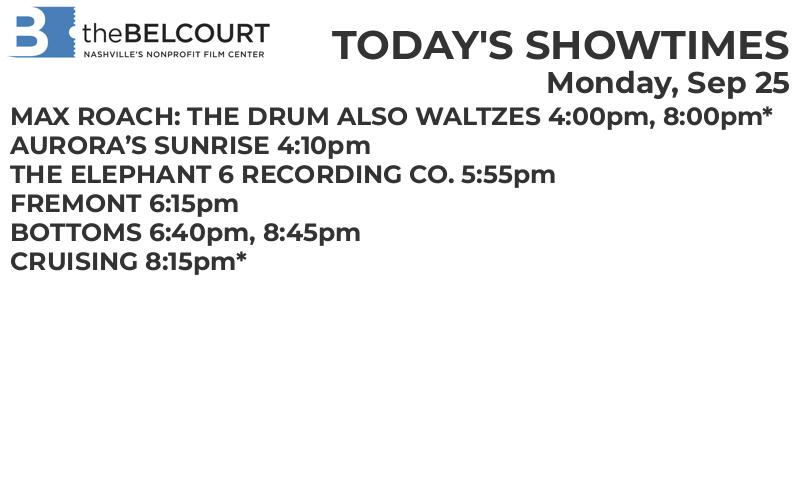 B theBELCOURT
NASHVILLE'S NONPROFIT FILM CENTER
TODAY'S SHOWTIMES
Monday, Sep 25
MAX ROACH: THE DRUM ALSO WALTZES 4:00pm, 8:00pm*
AURORA’S SUNRISE 4:10pm
THE ELEPHANT 6 RECORDING CO. 5:55pm
FREMONT 6:15pm
BOTTOMS 6:40pm, 8:45pm
CRUISING 8:15pm*